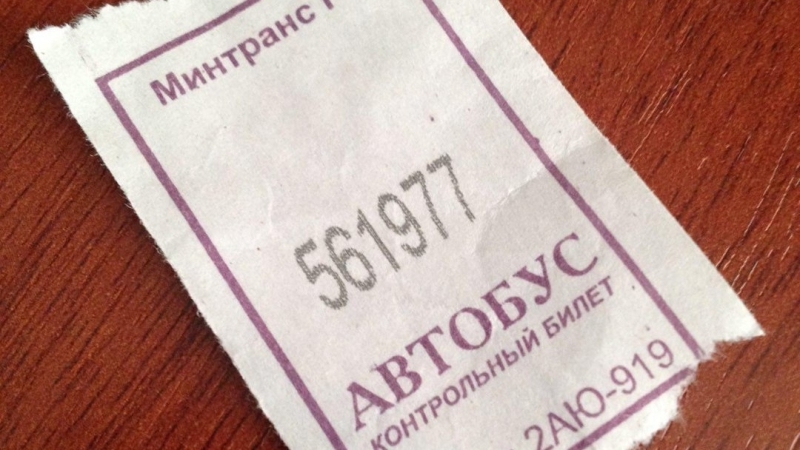 Минтранс
561977
АВТОБУС
КОНТРОЛЬНЫЙ БИЛЕТ
2АЮ-919